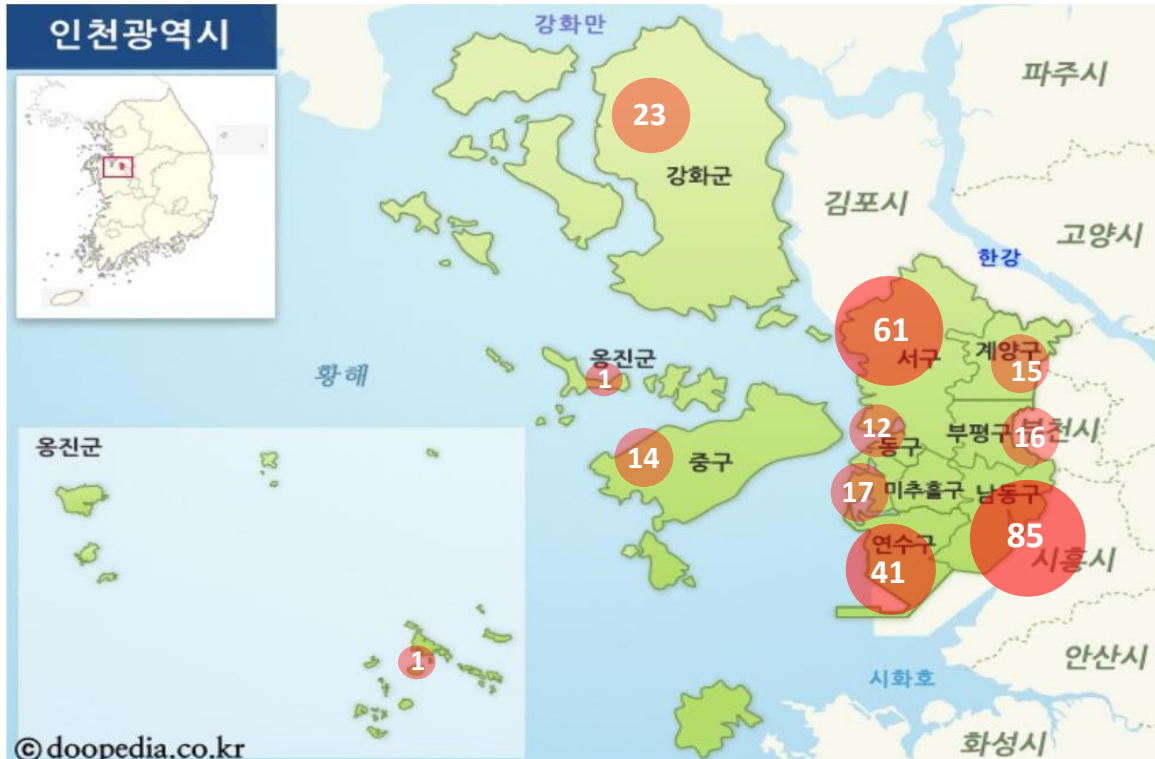 인천광역시
강화만
파주시
23
강화군
김포시
고양시
한강
61
서구
계양구
15
옹진군
1
황해
12
동구
부평구
16
부천시
14
중구
17
미추홀구
남동구
85
연수구
41
시흥시
옹진군
1
안산시
시화호
화성시
© doopedia.co.kr